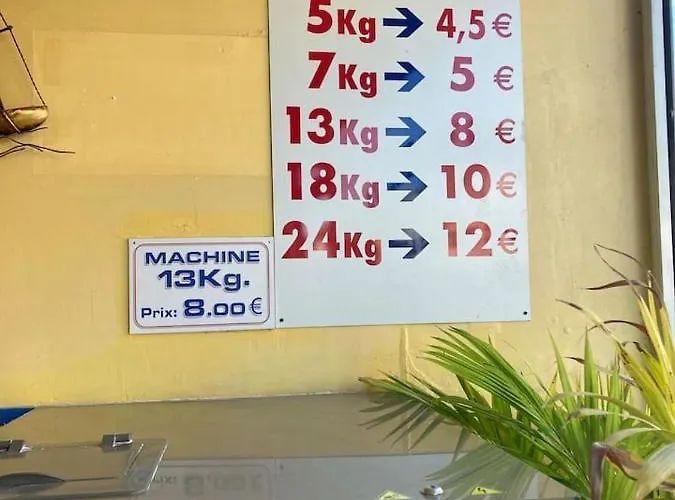 5Kg → 4,5€
7Kg → 5 €
13Kg → 8 €
18Kg → 10 €
24Kg → 12 €
MACHINE
13Kg.
Prix: 8.00€